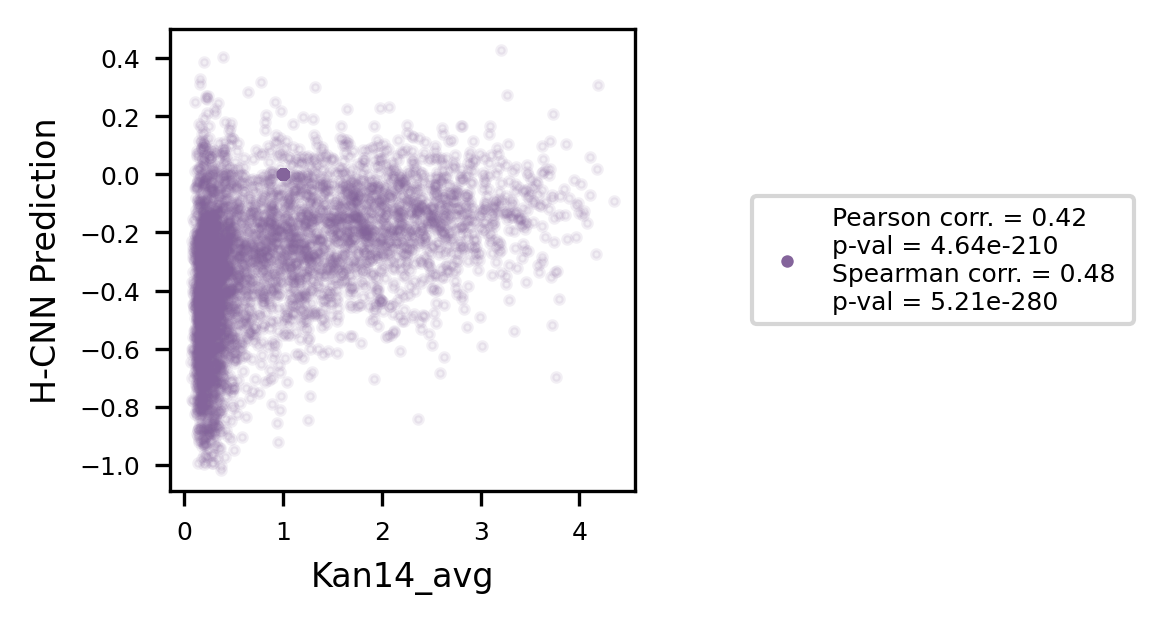 0.4
0.2
0.0
−0.2
−0.4
−0.6
−0.8
−1.0
H-CNN Prediction
0
1
2
3
4
Kan14_avg
Pearson corr. = 0.42
p-val = 4.64e-210
Spearman corr. = 0.48
p-val = 5.21e-280